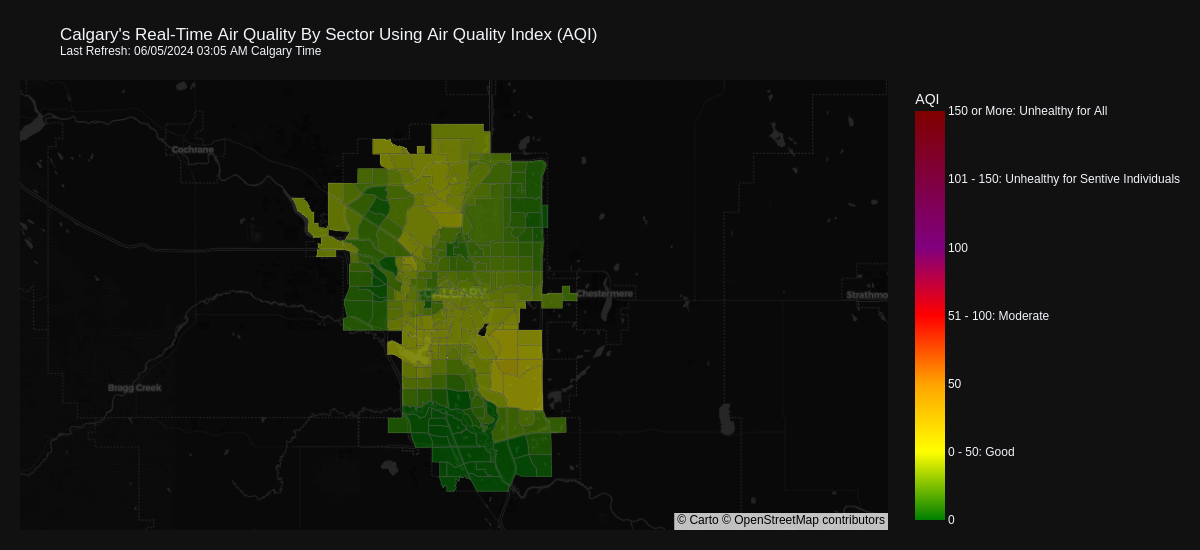 Calgary's Real-Time Air Quality By Sector Using Air Quality Index (AQI)
Last Refresh: 06/05/2024 03:05 AM Calgary Time
AQI
150 or More: Unhealthy for All
Cochrane
101 - 150: Unhealthy for Sentive Individuals
100
CALGARY
Chestermere
Strathmo
51 - 100: Moderate
Bragg Creek
50
0 - 50: Good
0
© Carto © OpenStreetMap contributors